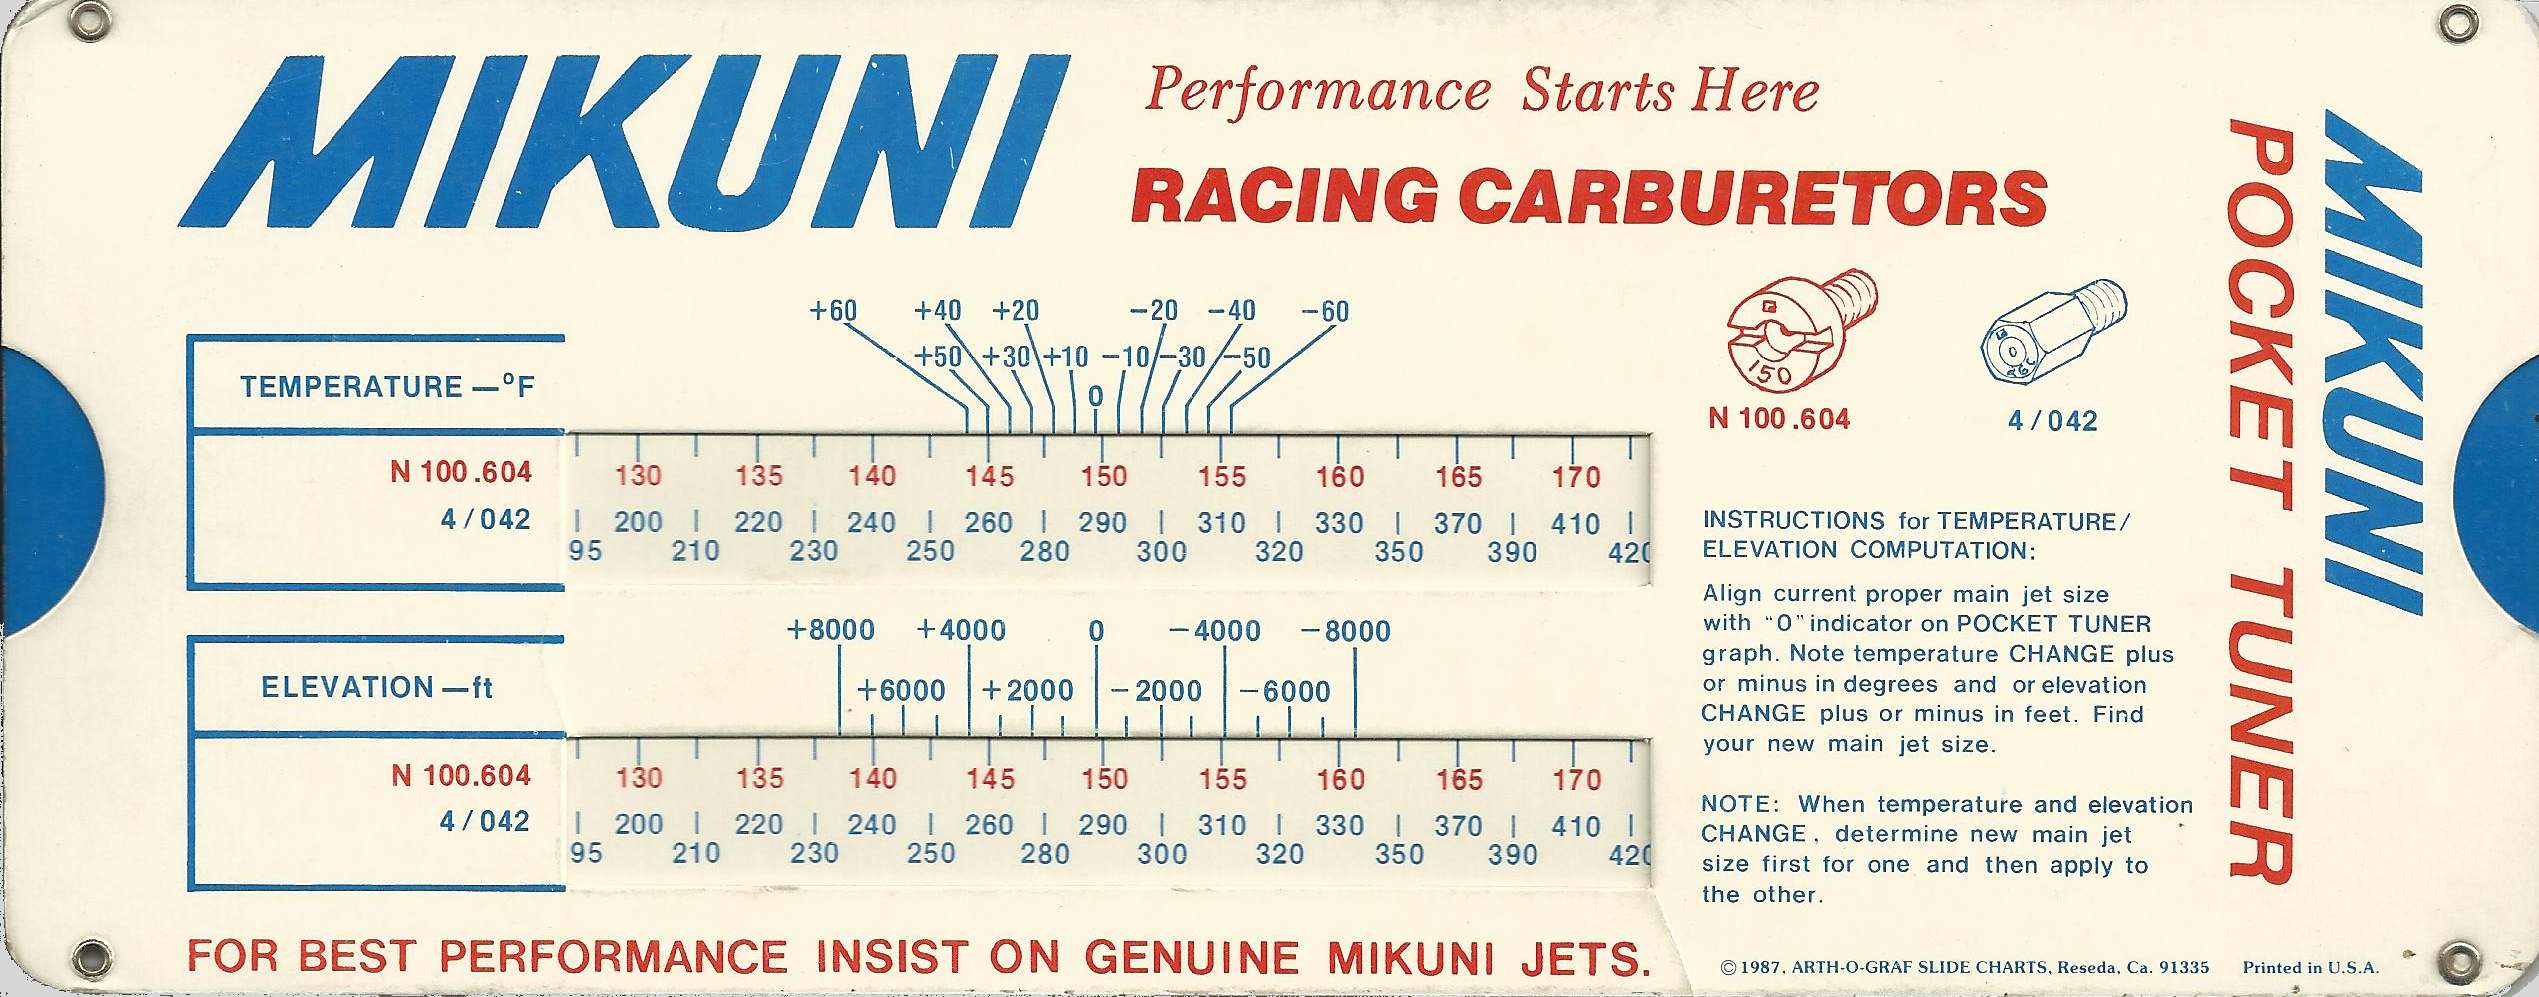 MIKUNI
Performance Starts Here
RACING CARBURETORS
MIKUNI
POCKET TUNER
+60 +40 +20 −20 −40 −60
+50 +30 +10 −10 −30 −50
0
TEMPERATURE — °F
N 100.604
130 135 140 145 150 155 160 165 170
4/042
200 220 240 260 290 310 330 370 410
95 210 230 250 280 300 320 350 390 420
150
N 100.604
4/042
+8000 +4000 0 −4000 −8000
+6000 +2000 −2000 −6000
ELEVATION — ft
N 100.604
130 135 140 145 150 155 160 165 170
4/042
200 220 240 260 290 310 330 370 410
95 210 230 250 280 300 320 350 390 420
INSTRUCTIONS for TEMPERATURE/
ELEVATION COMPUTATION:
Align current proper main jet size
with "0" indicator on POCKET TUNER
graph. Note temperature CHANGE plus
or minus in degrees and or elevation
CHANGE plus or minus in feet. Find
your new main jet size.
NOTE: When temperature and elevation
CHANGE, determine new main jet
size first for one and then apply to
the other.
FOR BEST PERFORMANCE INSIST ON GENUINE MIKUNI JETS.
©1987, ARTH-O-GRAF SLIDE CHARTS, Reseda, Ca. 91335 Printed in U.S.A.